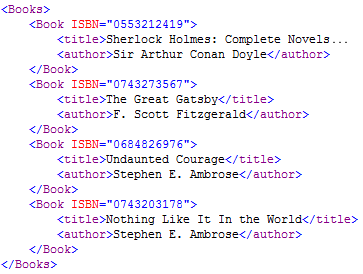 <Books>
<Book ISBN="0553212419">
<title>Sherlock Holmes: Complete Novels...
<author>Sir Arthur Conan Doyle</author>
</Book>
<Book ISBN="0743273567">
<title>The Great Gatsby</title>
<author>F. Scott Fitzgerald</author>
</Book>
<Book ISBN="0684826976">
<title>Undaunted Courage</title>
<author>Stephen E. Ambrose</author>
</Book>
<Book ISBN="0743203178">
<title>Nothing Like It In the World</title>
<author>Stephen E. Ambrose</author>
</Book>
</Books>